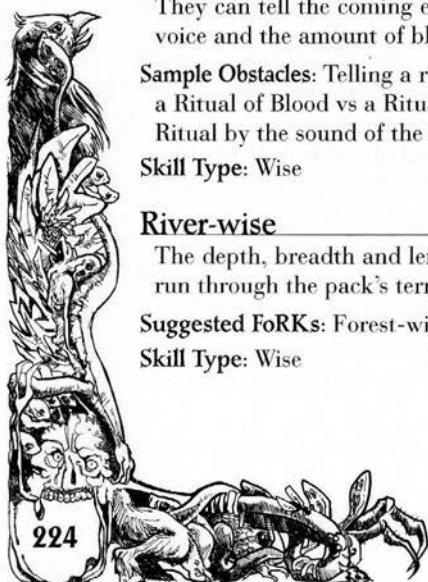 They can tell the coming e
voice and the amount of bl
Sample Obstacles: Telling a r
a Ritual of Blood vs a Ritua
Ritual by the sound of the
Skill Type: Wise
River-wise
The depth, breadth and len
run through the pack's terr
Suggested FoRKs: Forest-wi
Skill Type: Wise
224